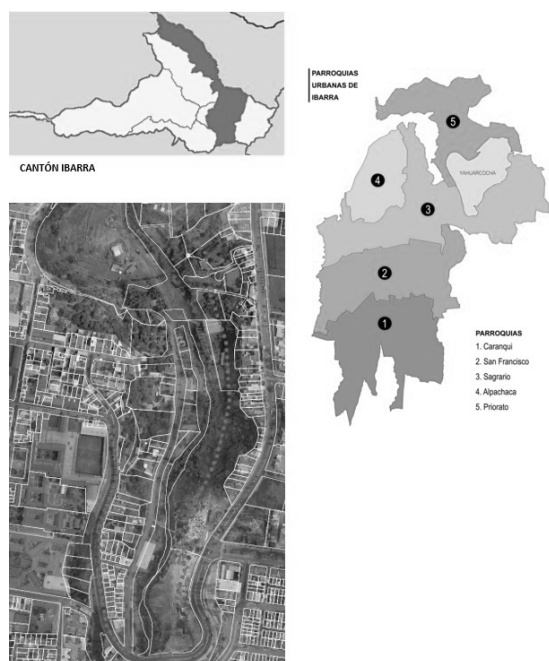 CANTÓN IBARRA
PARROQUIAS
URBANAS DE
IBARRA
5
YAHUARCOCHA
4
3
2
1
PARROQUIAS
1. Caranqui
2. San Francisco
3. Sagrario
4. Alpachaca
5. Priorato